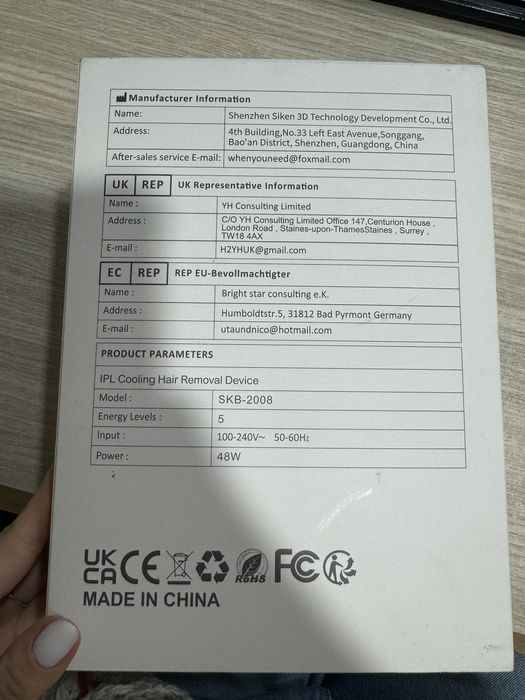 Manufacturer Information
Name: Shenzhen Siken 3D Technology Development Co., Ltd.
Address: 4th Building,No.33 Left East Avenue,Songgang,
Bao'an District, Shenzhen, Guangdong, China
After-sales service E-mail: whenyouneed@foxmail.com
UK REP UK Representative Information
Name : YH Consulting Limited
Address : C/O YH Consulting Limited Office 147,Centurion House ,
London Road , Staines-upon-ThamesStaines , Surrey ,
TW18 4AX
E-mail : H2YHUK@gmail.com
EC REP REP EU-Bevollmachtigter
Name : Bright star consulting e.K.
Address : Humboldtstr.5, 31812 Bad Pyrmont Germany
E-mail : utaundnico@hotmail.com
PRODUCT PARAMETERS
IPL Cooling Hair Removal Device
Model : SKB-2008
Energy Levels : 5
Input : 100-240V~ 50-60Hz
Power : 48W
UK
CA CE RoHS FC
MADE IN CHINA